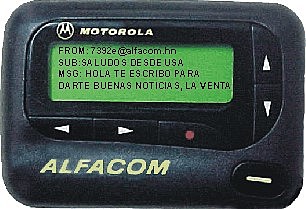 MOTOROLA
FROM: 7392e@alfacom.hn
SUB:SALUDOS DESDE USA
MSG: HOLA TE ESCRIBO PARA
DARTE BUENAS NOTICIAS, LA VENTA
ALFACOM